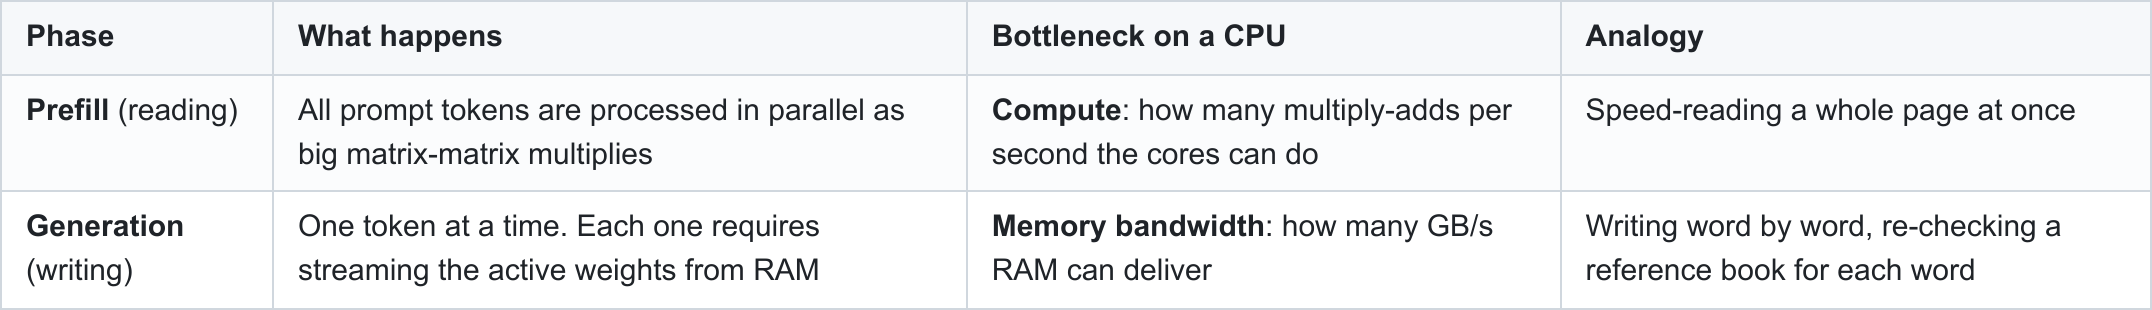 Phase What happens Bottleneck on a CPU Analogy
Prefill (reading) All prompt tokens are processed in parallel as Compute: how many multiply-adds per Speed-reading a whole page at once
big matrix-matrix multiplies second the cores can do
Generation One token at a time. Each one requires Memory bandwidth: how many GB/s Writing word by word, re-checking a
(writing) streaming the active weights from RAM RAM can deliver reference book for each word